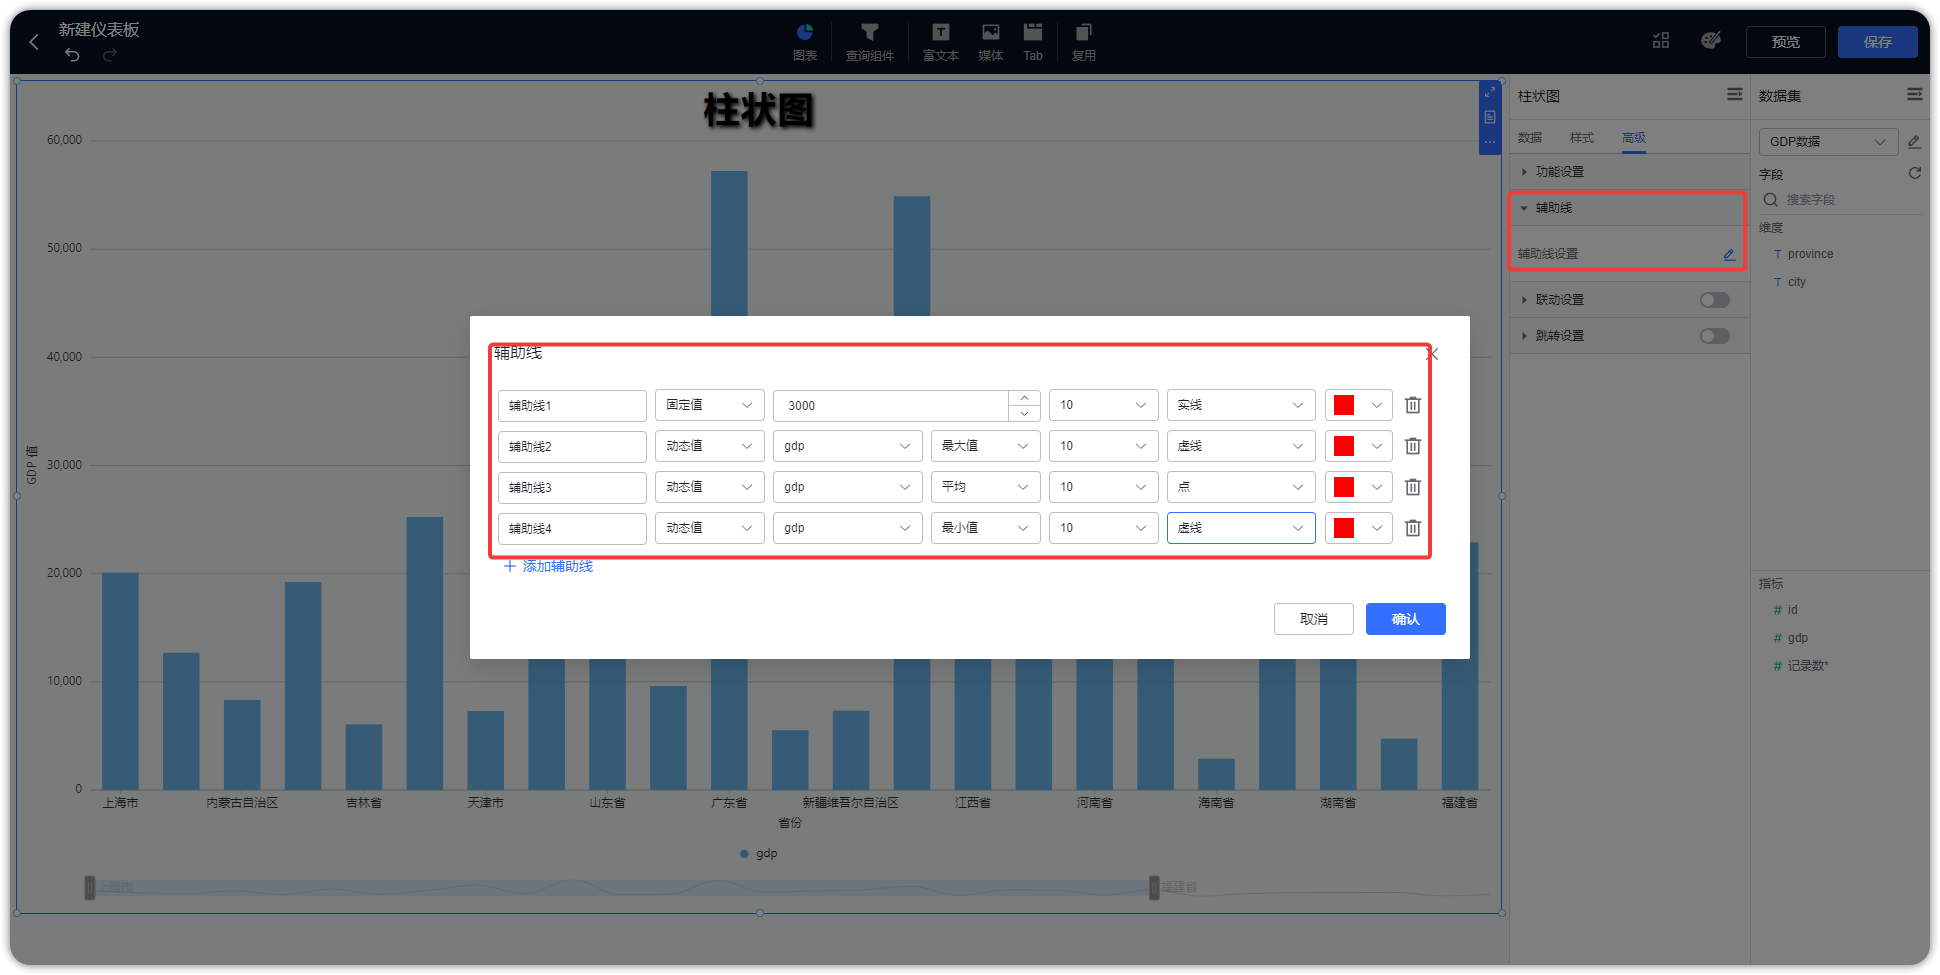 新建仪表板
图表
查询组件
富文本
媒体
Tab
复用
预览
保存
柱状图
60,000
50,000
40,000
30,000
20,000
10,000
0
GDP 值
上海市
内蒙古自治区
吉林省
天津市
山东省
广东省
新疆维吾尔自治区
江西省
河南省
海南省
湖南省
福建省
省份
gdp
上海市
福建省
辅助线
辅助线1 固定值 3000 10 实线
辅助线2 动态值 gdp 最大值 10 虚线
辅助线3 动态值 gdp 平均 10 点
辅助线4 动态值 gdp 最小值 10 虚线
添加辅助线
取消
确认
柱状图
数据 样式 高级
功能设置
辅助线
辅助线设置
联动设置
跳转设置
数据集
GDP数据
字段
搜索字段
维度
T province
T city
指标
# id
# gdp
# 记录数*